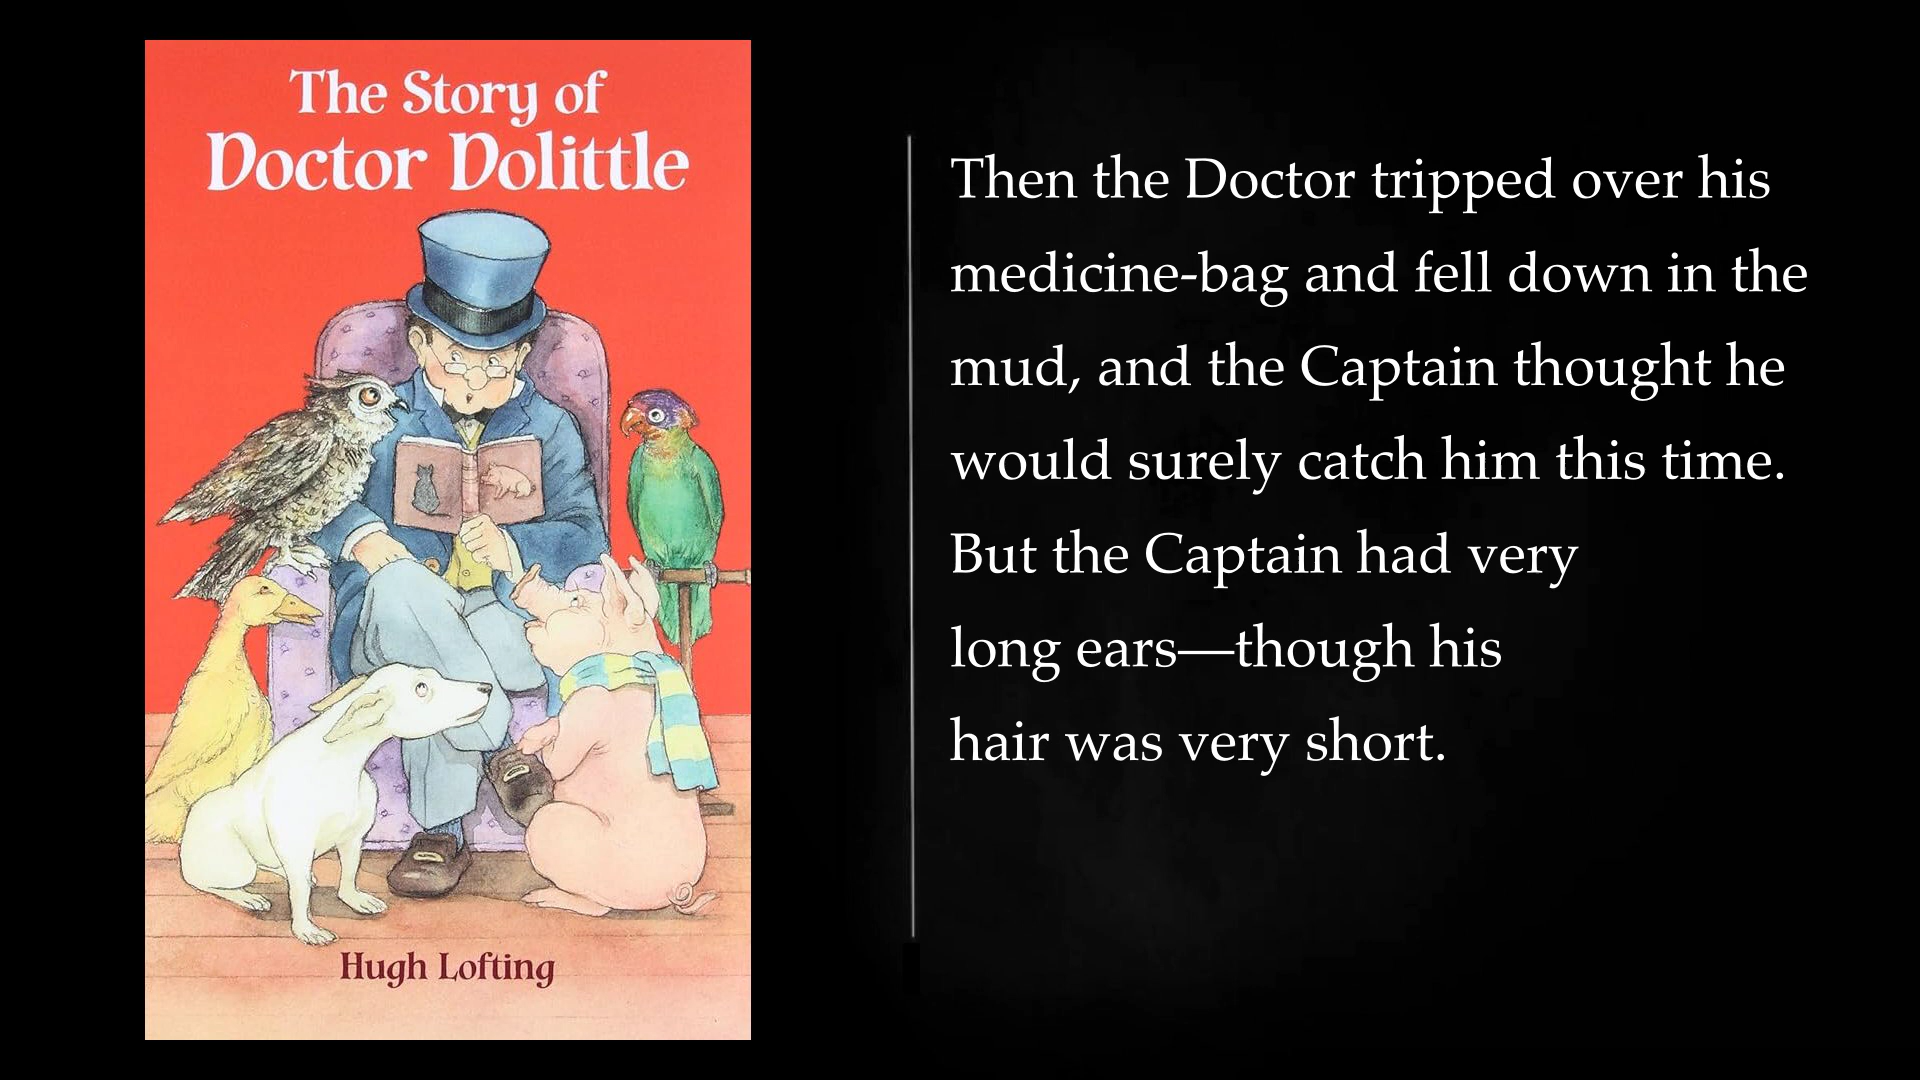 The Story of
Doctor Dolittle
Hugh Lofting
Then the Doctor tripped over his
medicine-bag and fell down in the
mud, and the Captain thought he
would surely catch him this time.
But the Captain had very
long ears—though his
hair was very short.